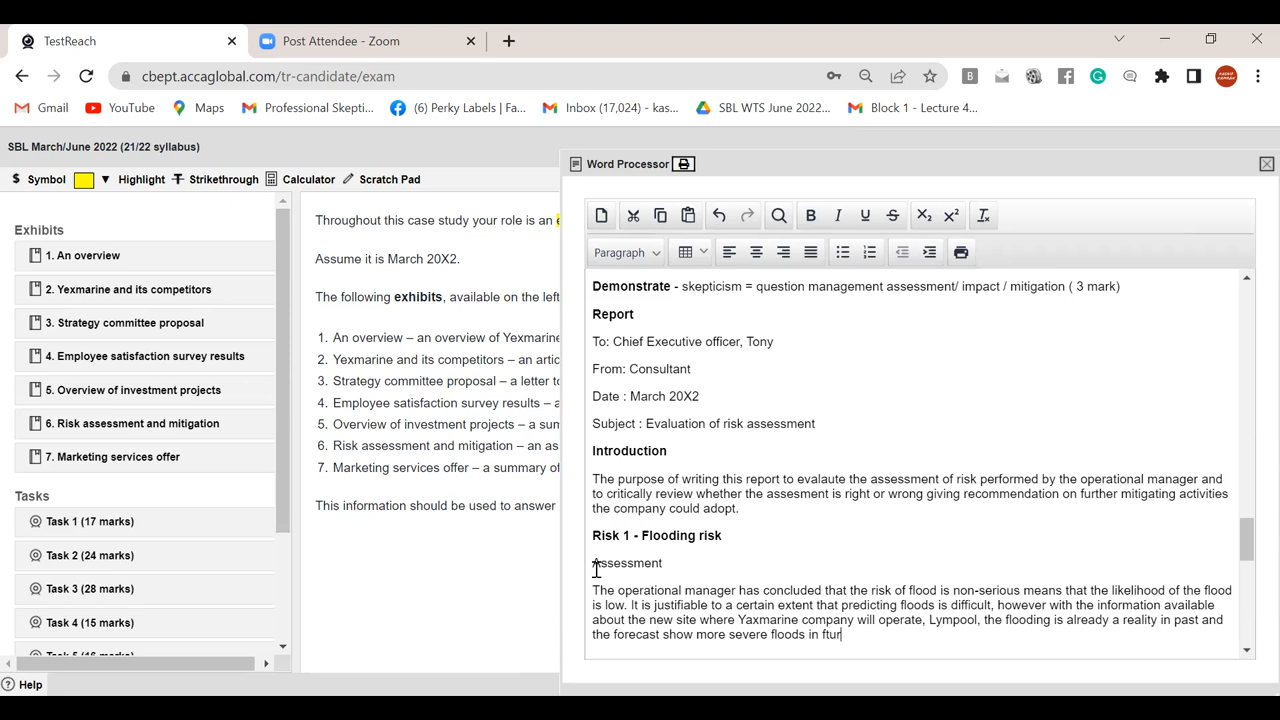 TestReach
Post Attendee - Zoom
cbept.accaglobal.com/tr-candidate/exam
Gmail
YouTube
Maps
Professional Skepti...
(6) Perky Labels | Fa...
Inbox (17,024) - kas...
SBL WTS June 2022...
Block 1 - Lecture 4...
SBL March/June 2022 (21/22 syllabus)
$ Symbol
Highlight
Strikethrough
Calculator
Scratch Pad
Exhibits
1. An overview
2. Yexmarine and its competitors
3. Strategy committee proposal
4. Employee satisfaction survey results
5. Overview of investment projects
6. Risk assessment and mitigation
7. Marketing services offer
Tasks
Task 1 (17 marks)
Task 2 (24 marks)
Task 3 (28 marks)
Task 4 (15 marks)
Help
Throughout this case study your role is an
Assume it is March 20X2.
The following exhibits, available on the left
1. An overview – an overview of Yexmarine
2. Yexmarine and its competitors – an artic
3. Strategy committee proposal – a letter to
4. Employee satisfaction survey results – a
5. Overview of investment projects – a sum
6. Risk assessment and mitigation – an as
7. Marketing services offer – a summary of
This information should be used to answer
Word Processor
Paragraph
Demonstrate - skepticism = question management assessment/ impact / mitigation ( 3 mark)
Report
To: Chief Executive officer, Tony
From: Consultant
Date : March 20X2
Subject : Evaluation of risk assessment
Introduction
The purpose of writing this report to evalaute the assessment of risk performed by the operational manager and
to critically review whether the assesment is right or wrong giving recommendation on further mitigating activities
the company could adopt.
Risk 1 - Flooding risk
Assessment
The operational manager has concluded that the risk of flood is non-serious means that the likelihood of the flood
is low. It is justifiable to a certain extent that predicting floods is difficult, however with the information available
about the new site where Yaxmarine company will operate, Lympool, the flooding is already a reality in past and
the forecast show more severe floods in ftur